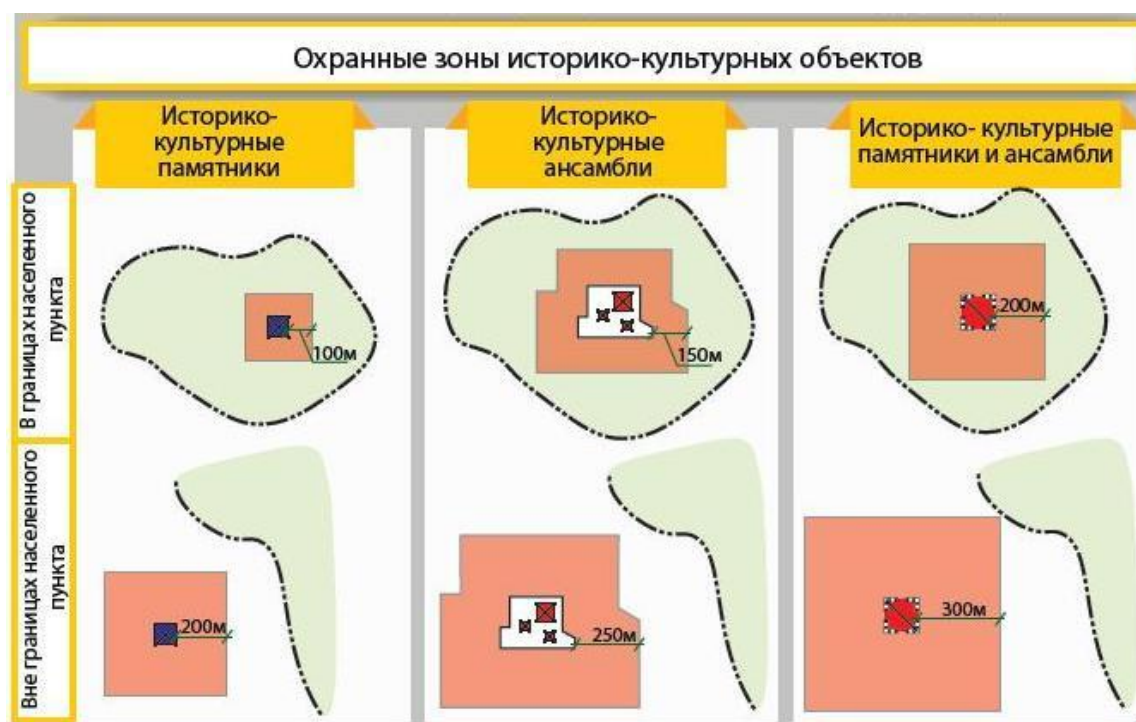 Охранные зоны историко-культурных объектов
Историко-
культурные
памятники
Историко-
культурные
ансамбли
Историко- культурные
памятники и ансамбли
В границах населенного
пункта
100м
150м
200м
Вне границах населенного
пункта
200м
250м
300м